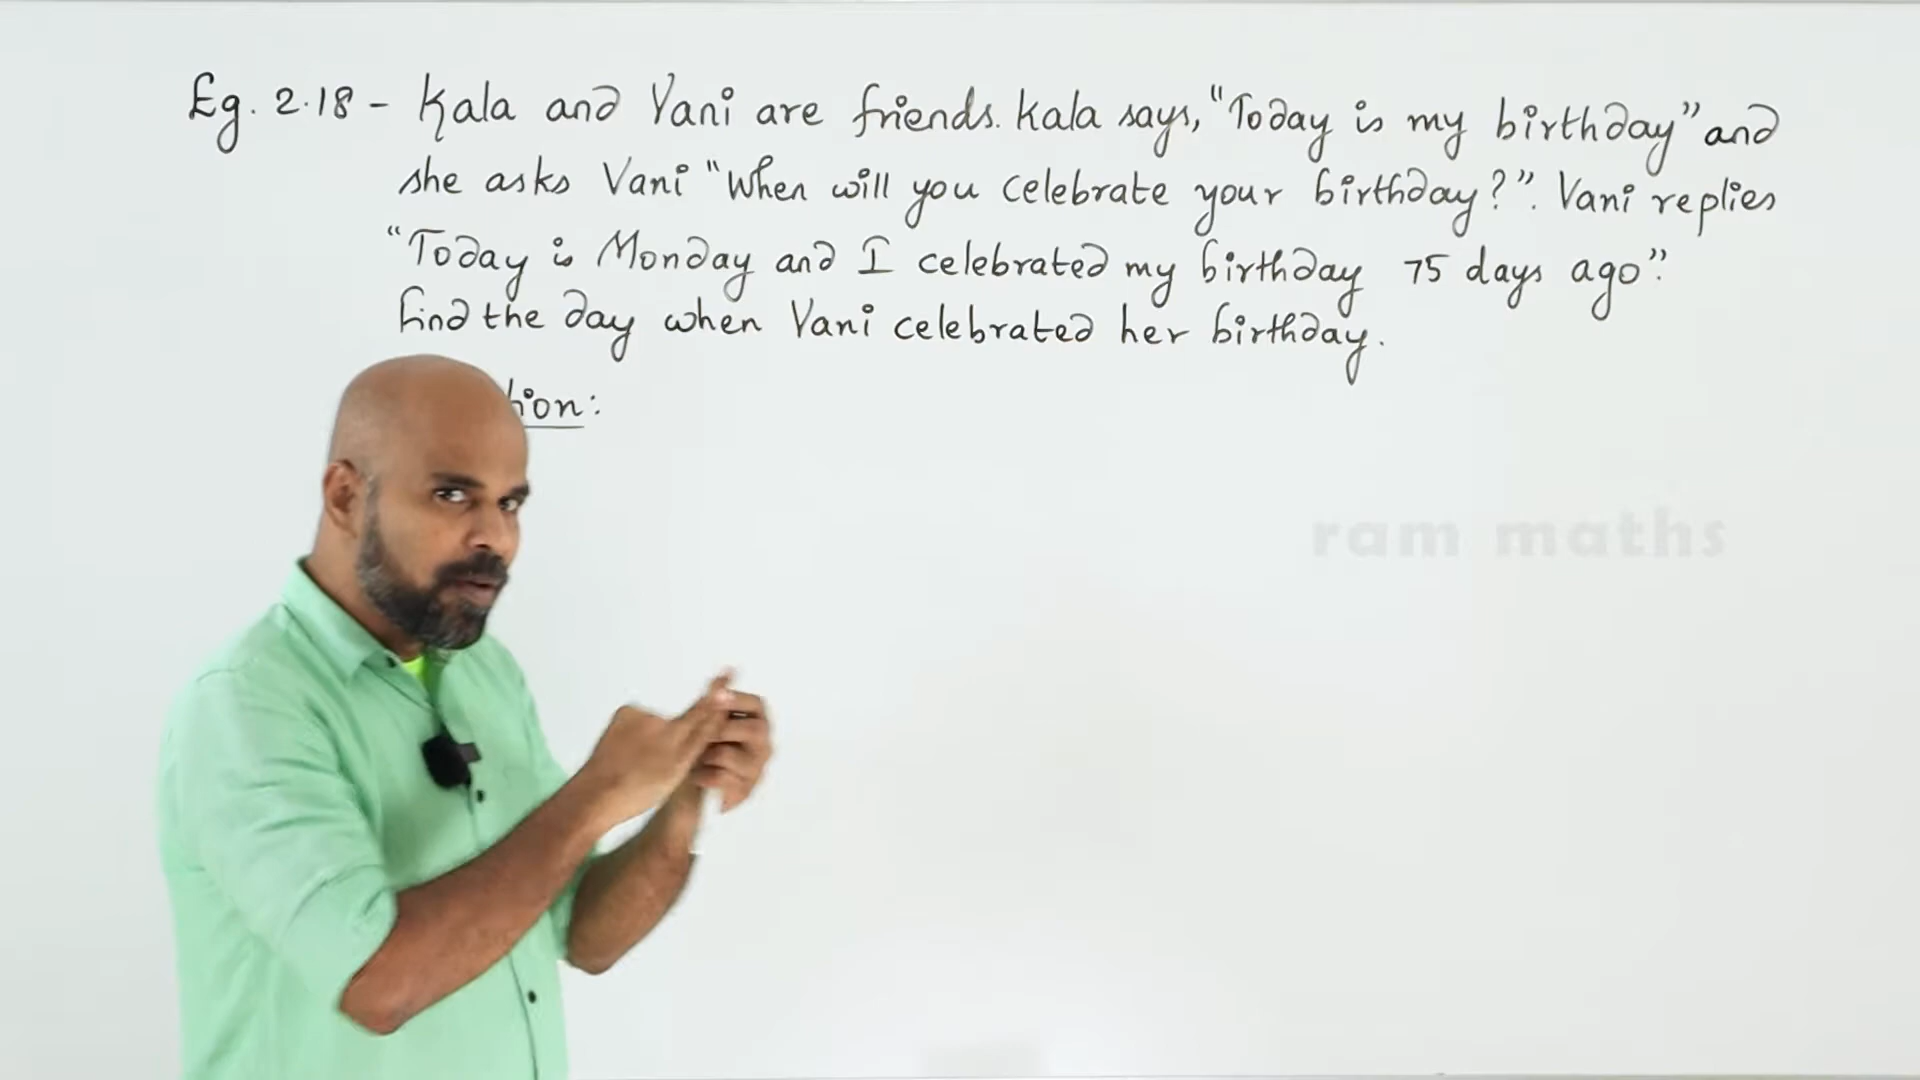 Eg. 2.18 - Kala and Vani are friends. Kala says, "Today is my birthday" and
she asks Vani "When will you celebrate your birthday?". Vani replies
"Today is Monday and I celebrated my birthday 75 days ago".
Find the day when Vani celebrated her birthday.
tion:
ram maths